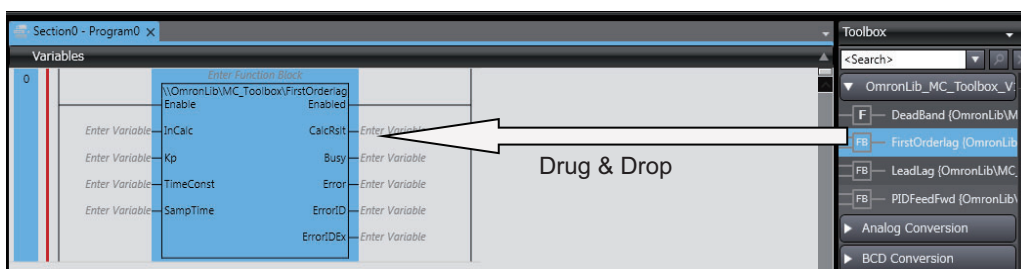 Section0 - Program0 ×
Variables
0
Enter Function Block
\\OmronLib\MC_Toolbox\FirstOrderlag
Enable Enabled
Enter Variable InCalc CalcRslt Enter Variable
Enter Variable Kp Busy Enter Variable
Enter Variable TimeConst Error Enter Variable
Enter Variable SampTime ErrorID Enter Variable
ErrorIDEx Enter Variable
Drug & Drop
Toolbox
<Search>
OmronLib_MC_Toolbox_V
F DeadBand {OmronLib\M
FB FirstOrderlag {OmronLib
FB LeadLag {OmronLib\MC_
FB PIDFeedFwd {OmronLib\
Analog Conversion
BCD Conversion